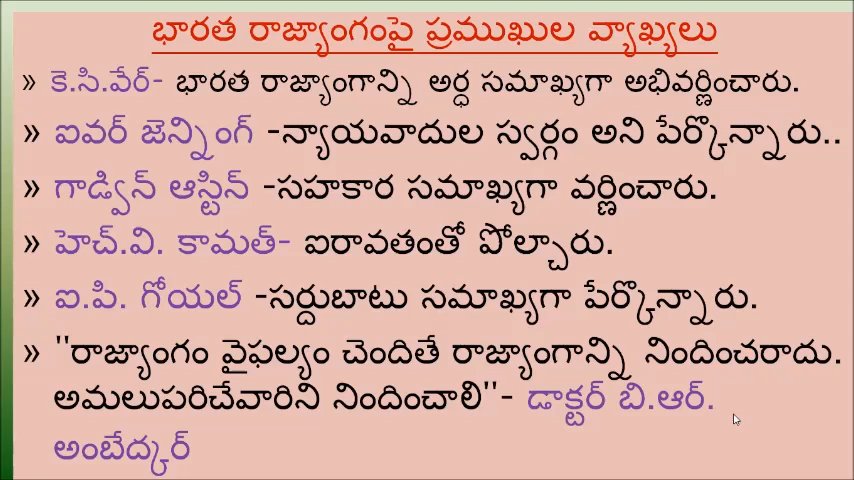 భారత రాజ్యాంగంపై ప్రముఖుల వ్యాఖ్యలు
» కె.సి.వేర్- భారత రాజ్యాంగాన్ని అర్ధ సమాఖ్యగా అభివర్ణించారు.
» ఐవర్ జెన్నింగ్ -న్యాయవాదుల స్వర్గం అని పేర్కొన్నారు..
» గాడ్విన్ ఆస్టిన్ -సహకార సమాఖ్యగా వర్ణించారు.
» హెచ్.వి. కామత్- ఐరావతంతో పోల్చారు.
» ఐ.పి. గోయల్ -సర్దుబాటు సమాఖ్యగా పేర్కొన్నారు.
» "రాజ్యాంగం వైఫల్యం చెందితే రాజ్యాంగాన్ని నిందించరాదు.
అమలుపరిచేవారిని నిందించాలి"- డాక్టర్ బి.ఆర్.
అంబేద్కర్